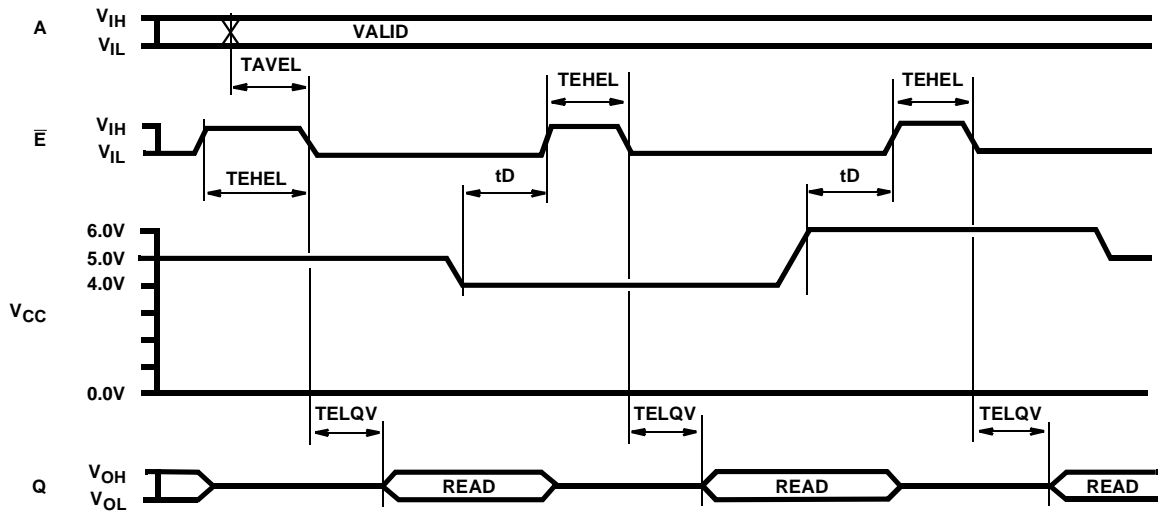 A
VIH
VIL
VALID
TAVEL
TEHEL
TEHEL
E
VIH
VIL
TEHEL
tD
tD
6.0V
5.0V
4.0V
VCC
0.0V
TELQV
TELQV
TELQV
Q
VOH
VOL
READ
READ
READ